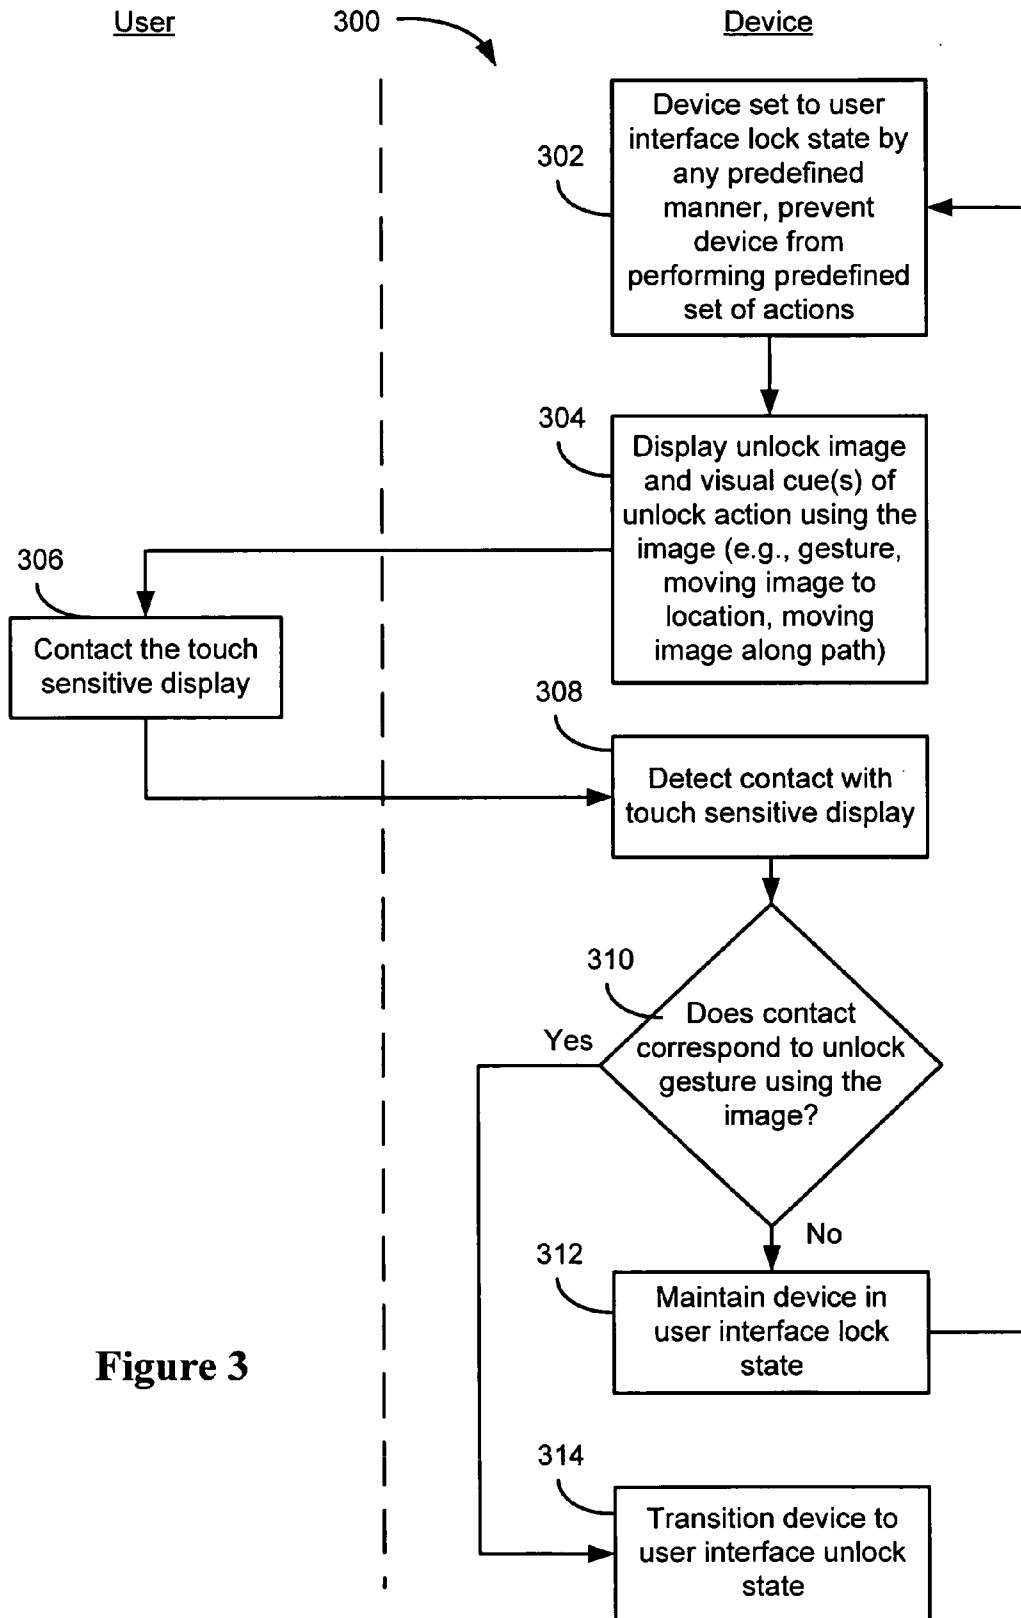 User
300
Device
302
Device set to user
interface lock state by
any predefined
manner, prevent
device from
performing predefined
set of actions
304
Display unlock image
and visual cue(s) of
unlock action using the
image (e.g., gesture,
moving image to
location, moving
image along path)
306
Contact the touch
sensitive display
308
Detect contact with
touch sensitive display
310
Does contact
correspond to unlock
gesture using the
image?
Yes
No
312
Maintain device in
user interface lock
state
Figure 3
314
Transition device to
user interface unlock
state